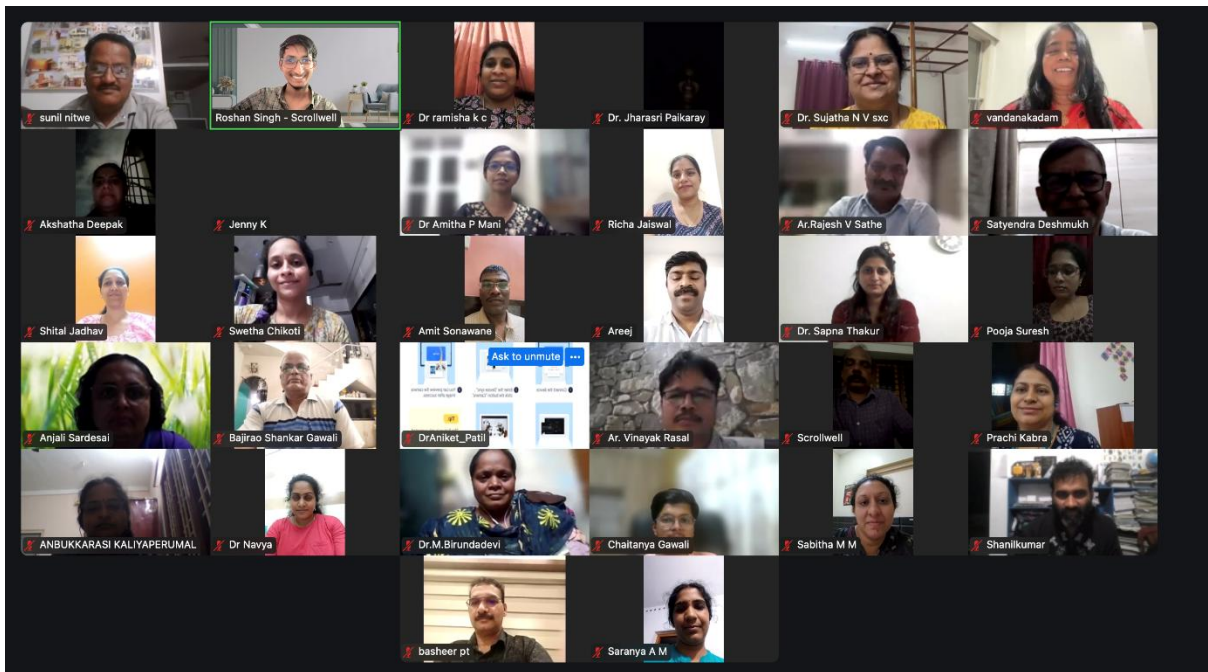 sunil nitwe
Roshan Singh - Scrollwell
Dr ramisha k c
Dr. Jharasri Paikaray
Dr. Sujatha N V sxc
vandanakadam
Akshatha Deepak
Jenny K
Dr Amitha P Mani
Richa Jaiswal
Ar.Rajesh V Sathe
Satyendra Deshmukh
Shital Jadhav
Swetha Chikoti
Amit Sonawane
Areej
Dr. Sapna Thakur
Pooja Suresh
Anjali Sardesai
Bajirao Shankar Gawali
Ask to unmute
DrAniket_Patil
Ar. Vinayak Rasal
Scrollwell
Prachi Kabra
ANBUKKARASI KALIYAPERUMAL
Dr Navya
Dr.M.Birundadevi
Chaitanya Gawali
Sabitha M M
Shanilkumar
basheer pt
Saranya A M